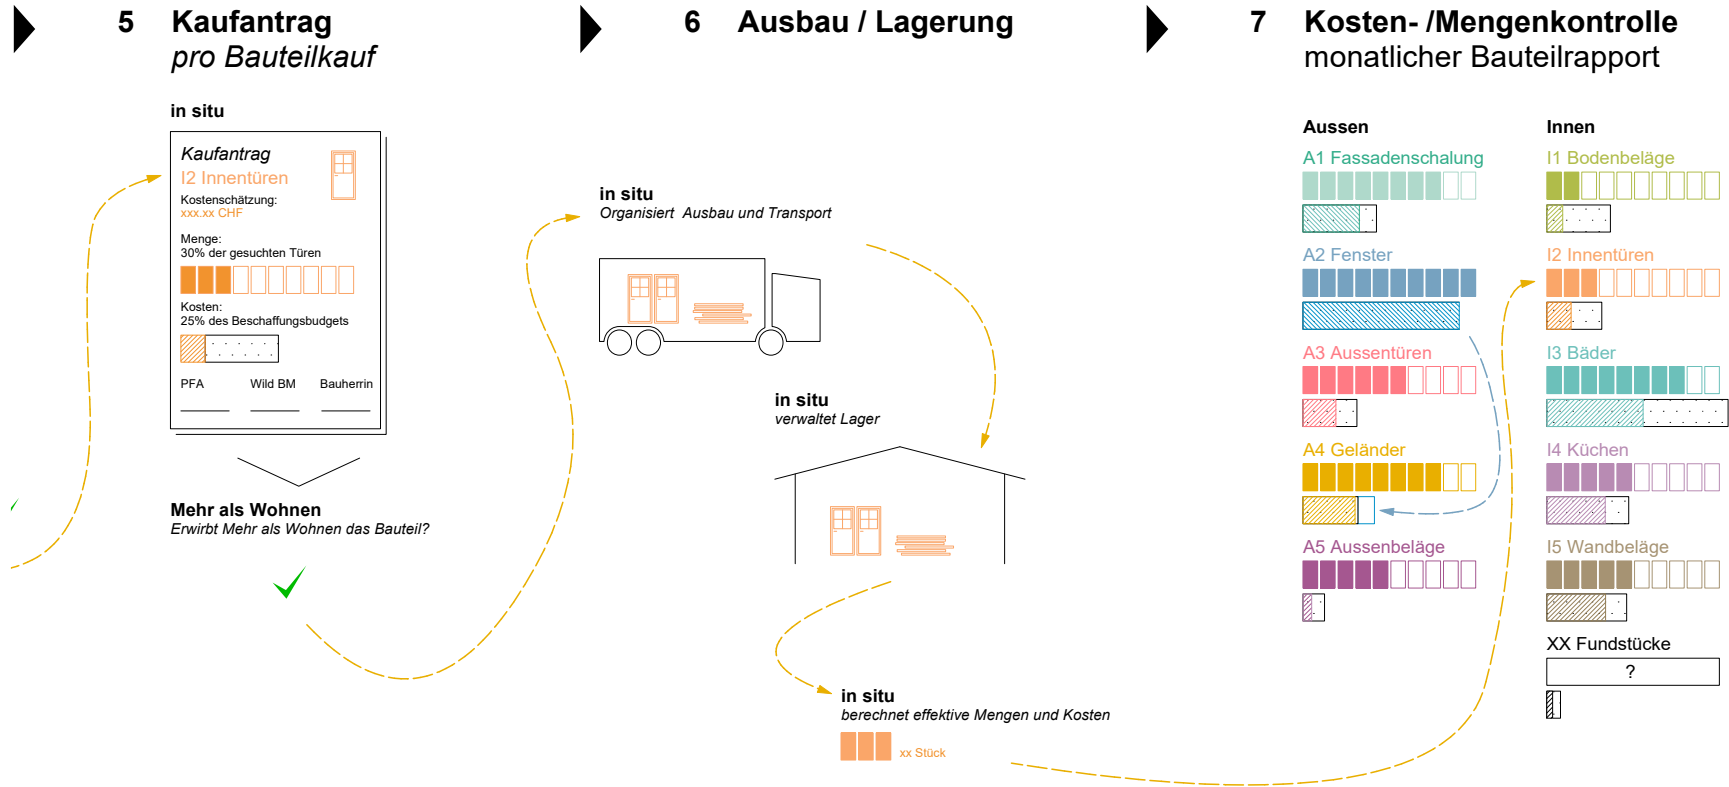 5 Kaufantrag
pro Bauteilkauf
in situ
Kaufantrag
I2 Innentüren
Kostenschätzung:
xxx.xx CHF
Menge:
30% der gesuchten Türen
Kosten:
25% des Beschaffungsbudgets
PFA Wild BM Bauherrin
Mehr als Wohnen
Erwirbt Mehr als Wohnen das Bauteil?
6 Ausbau / Lagerung
in situ
Organisiert Ausbau und Transport
in situ
verwaltet Lager
in situ
berechnet effektive Mengen und Kosten
xx Stück
7 Kosten- /Mengenkontrolle
monatlicher Bauteilrapport
Aussen
A1 Fassadenschalung
A2 Fenster
A3 Aussentüren
A4 Geländer
A5 Aussenbeläge
Innen
I1 Bodenbeläge
I2 Innentüren
I3 Bäder
I4 Küchen
I5 Wandbeläge
XX Fundstücke
?